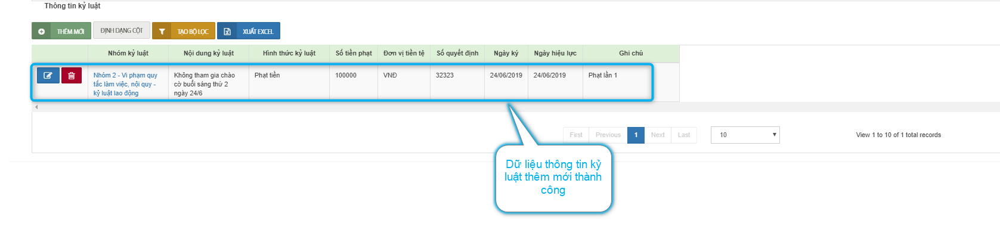 Thông tin kỷ luật
THÊM MỚI ĐỊNH DẠNG CỘT TẠO BỘ LỌC XUẤT EXCEL
Nhóm kỷ luật Nội dung kỷ luật Hình thức kỷ luật Số tiền phạt Đơn vị tiền tệ Số quyết định Ngày ký Ngày hiệu lực Ghi chú
Nhóm 2 - Vi phạm quy Không tham gia chào Phạt tiền 100000 VNĐ 32323 24/06/2019 24/06/2019 Phạt lần 1
tắc làm việc, nội quy - cờ buổi sáng thứ 2
kỷ luật lao động ngày 24/6
First Previous 1 Next Last 10 View 1 to 10 of 1 total records
Dữ liệu thông tin kỷ
luật thêm mới thành
công